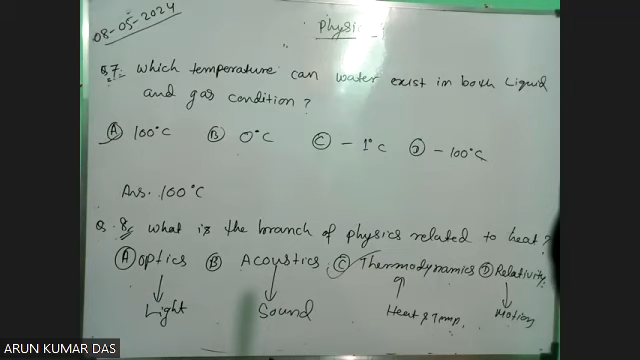 08-05-2024
Physic
Q7. Which temperature can water exist in both Liquid
and gas condition?
(A) 100°C (B) 0°C (C) -1°C (D) -100°C
Ans. 100°C
Q.8. What is the branch of physics related to heat?
(A) Optics (B) Acoustics (C) Thermodynamics (D) Relativity
Light Sound Heat & Temp. Motion
ARUN KUMAR DAS